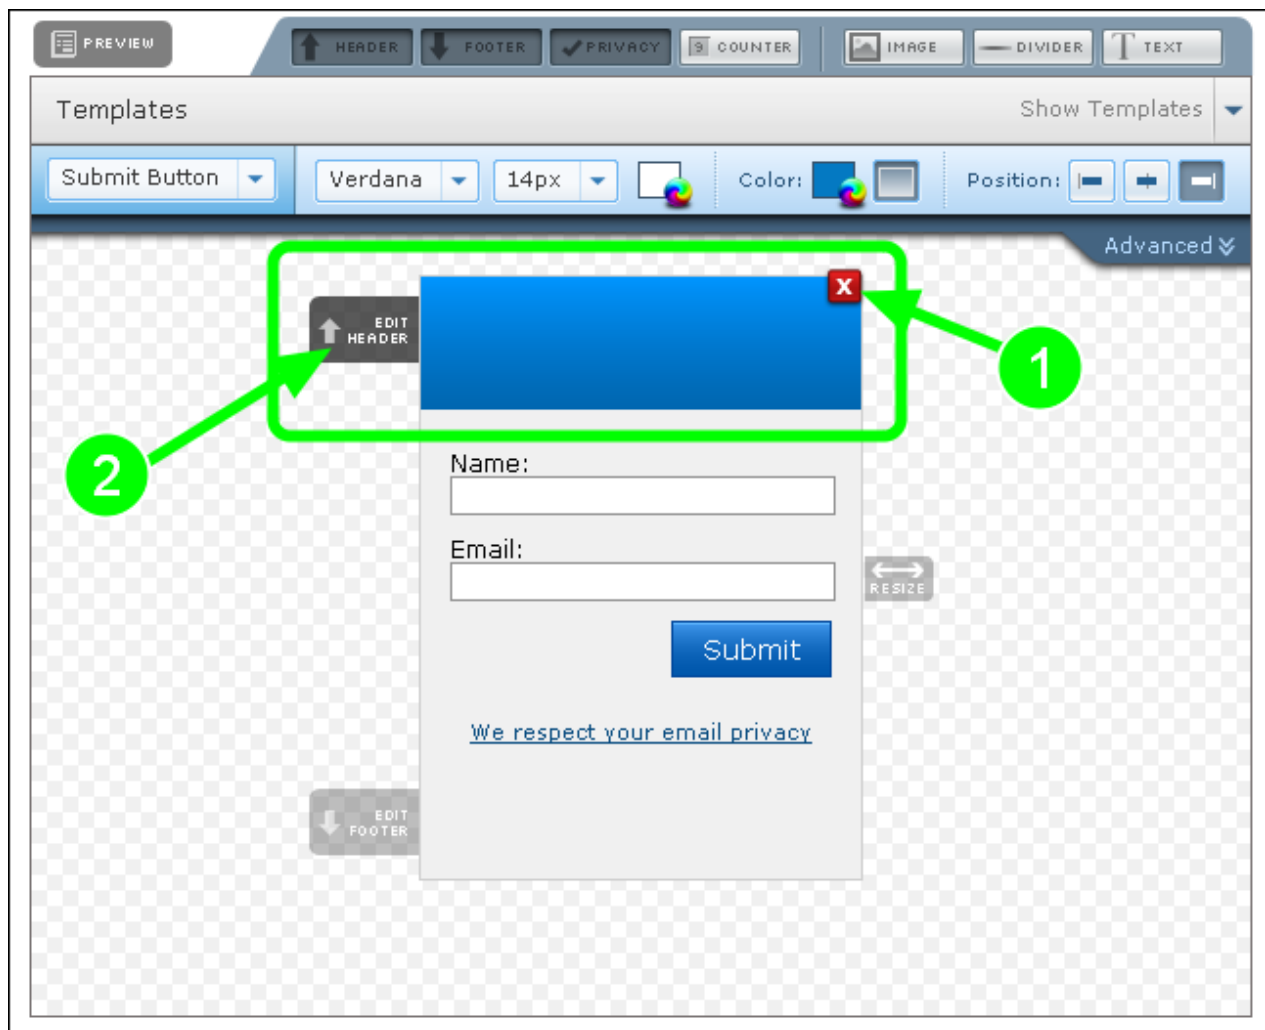 PREVIEW
HEADER
FOOTER
PRIVACY
9 COUNTER
IMAGE
DIVIDER
T TEXT
Templates
Show Templates
Submit Button
Verdana
14px
Color:
Position:
Advanced
X
EDIT
HEADER
1
2
Name:
Email:
RESIZE
Submit
We respect your email privacy
EDIT
FOOTER